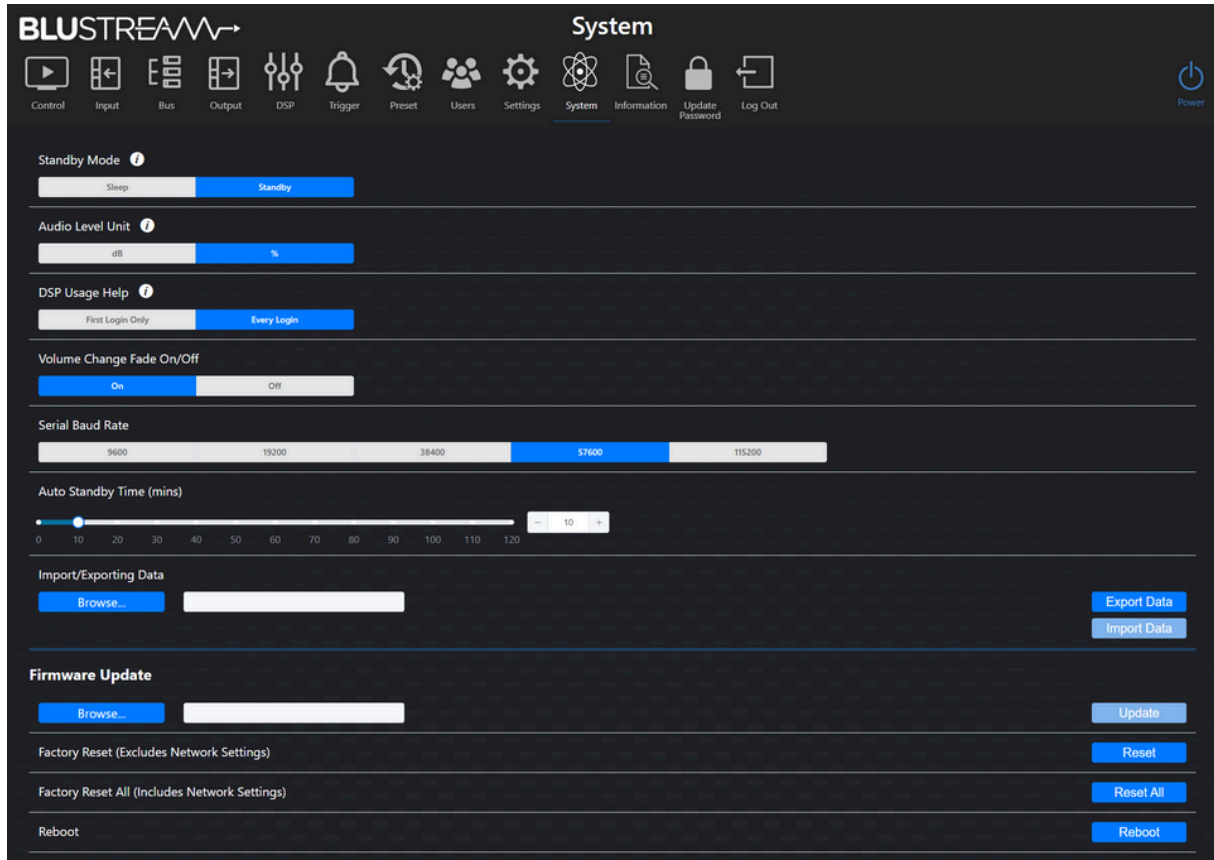 BLUSTREAM
System
Control Input Bus Output DSP Trigger Preset Users Settings System Information Update Password Log Out Power
Standby Mode i
Sleep Standby
Audio Level Unit i
dB %
DSP Usage Help i
First Login Only Every Login
Volume Change Fade On/Off
On Off
Serial Baud Rate
9600 19200 38400 57600 115200
Auto Standby Time (mins)
− 10 +
0 10 20 30 40 50 60 70 80 90 100 110 120
Import/Exporting Data
Browse... Export Data
Import Data
Firmware Update
Browse... Update
Factory Reset (Excludes Network Settings) Reset
Factory Reset All (Includes Network Settings) Reset All
Reboot Reboot